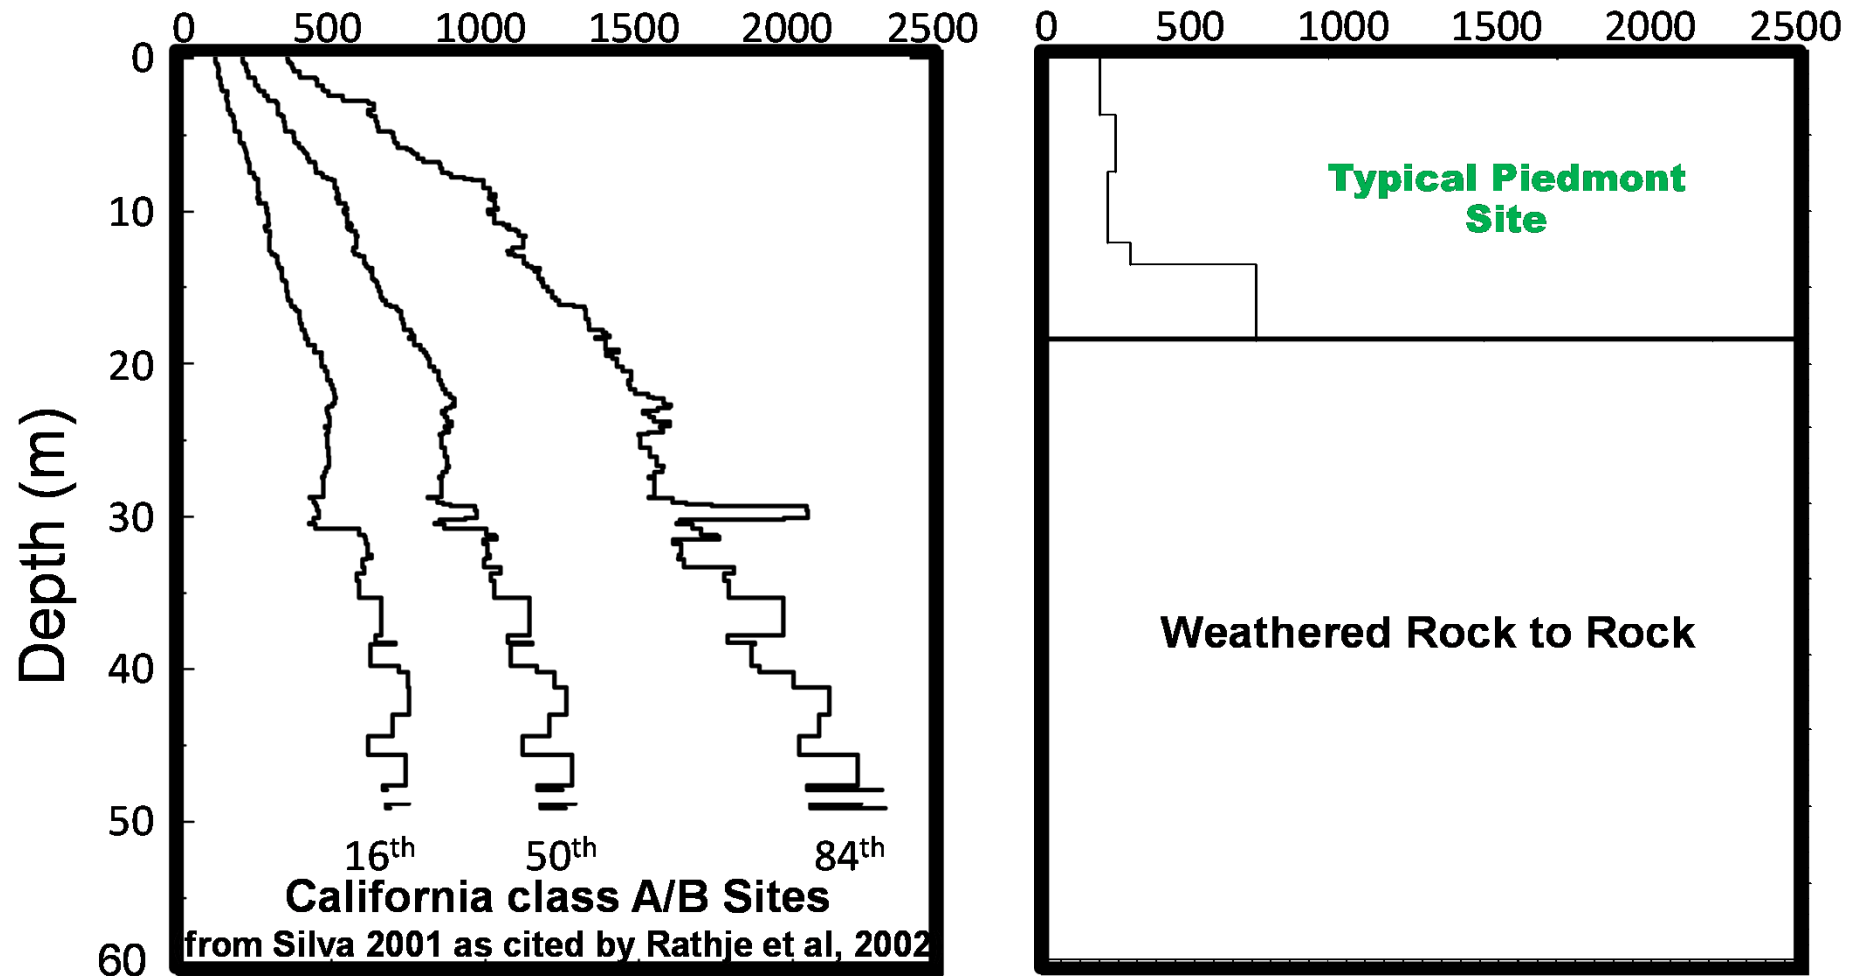 0 500 1000 1500 2000 2500
0
10
20
30
40
50
60
Depth (m)
16th 50th 84th
California class A/B Sites
from Silva 2001 as cited by Rathje et al, 2002
0 500 1000 1500 2000 2500
Typical Piedmont
Site
Weathered Rock to Rock